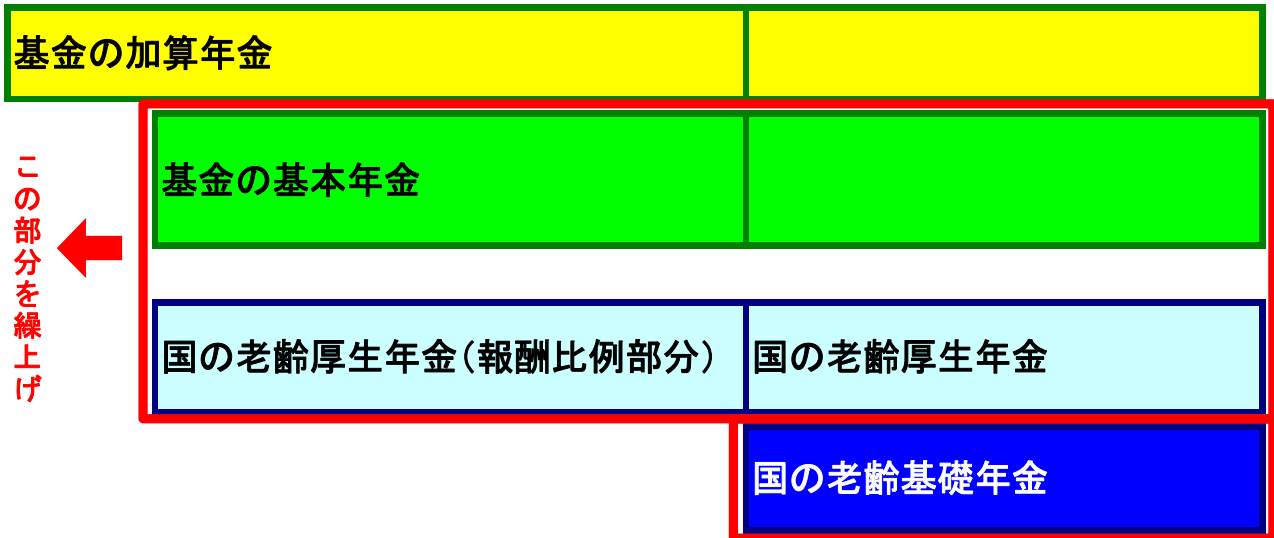 基金の加算年金
基金の基本年金
この部分を繰上げ
国の老齢厚生年金（報酬比例部分）
国の老齢厚生年金
国の老齢基礎年金